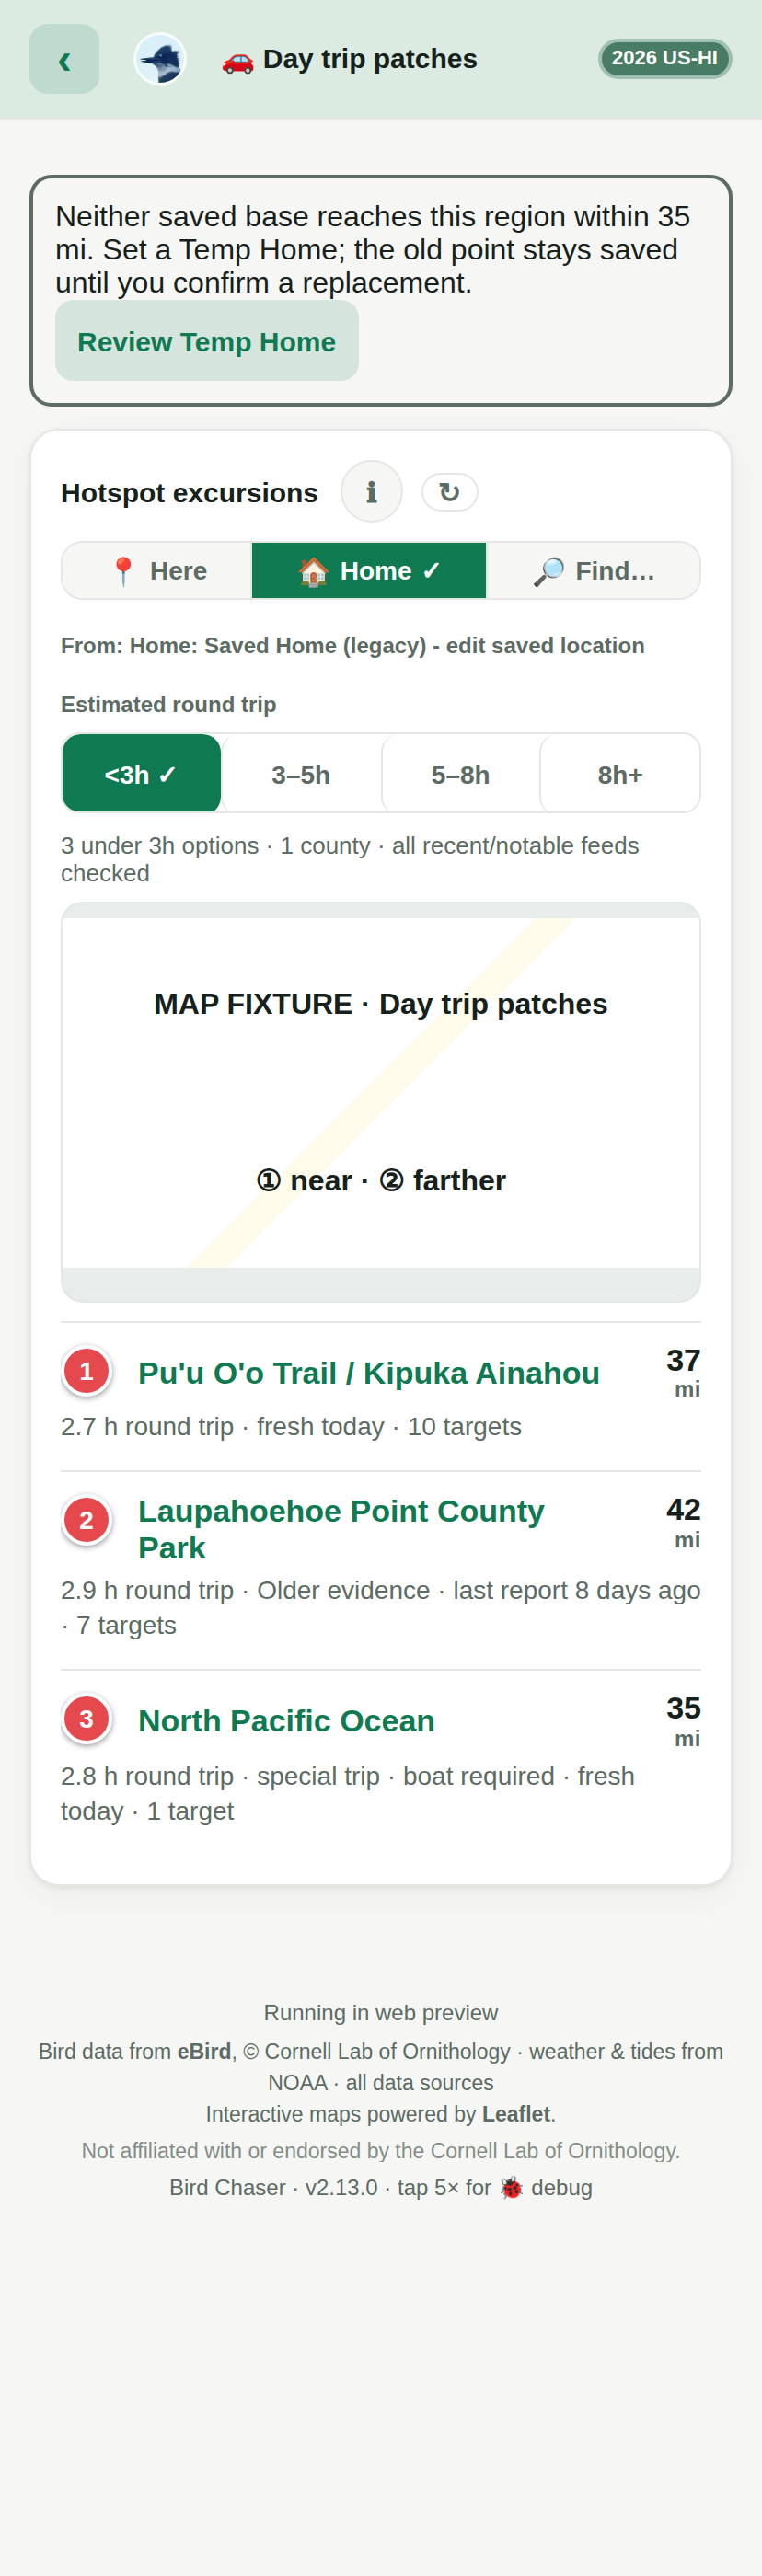 ‹ 🚗 Day trip patches 2026 US-HI
Neither saved base reaches this region within 35
mi. Set a Temp Home; the old point stays saved
until you confirm a replacement.
Review Temp Home
Hotspot excursions ℹ ↻
📍 Here 🏠 Home ✓ 🔎 Find…
From: Home: Saved Home (legacy) - edit saved location
Estimated round trip
<3h ✓ 3–5h 5–8h 8h+
3 under 3h options · 1 county · all recent/notable feeds
checked
MAP FIXTURE · Day trip patches
① near · ② farther
1 Pu'u O'o Trail / Kipuka Ainahou 37
mi
2.7 h round trip · fresh today · 10 targets
2 Laupahoehoe Point County 42
Park mi
2.9 h round trip · Older evidence · last report 8 days ago
· 7 targets
3 North Pacific Ocean 35
mi
2.8 h round trip · special trip · boat required · fresh
today · 1 target
Running in web preview
Bird data from eBird, © Cornell Lab of Ornithology · weather & tides from
NOAA · all data sources
Interactive maps powered by Leaflet.
Not affiliated with or endorsed by the Cornell Lab of Ornithology.
Bird Chaser · v2.13.0 · tap 5× for 🐞 debug